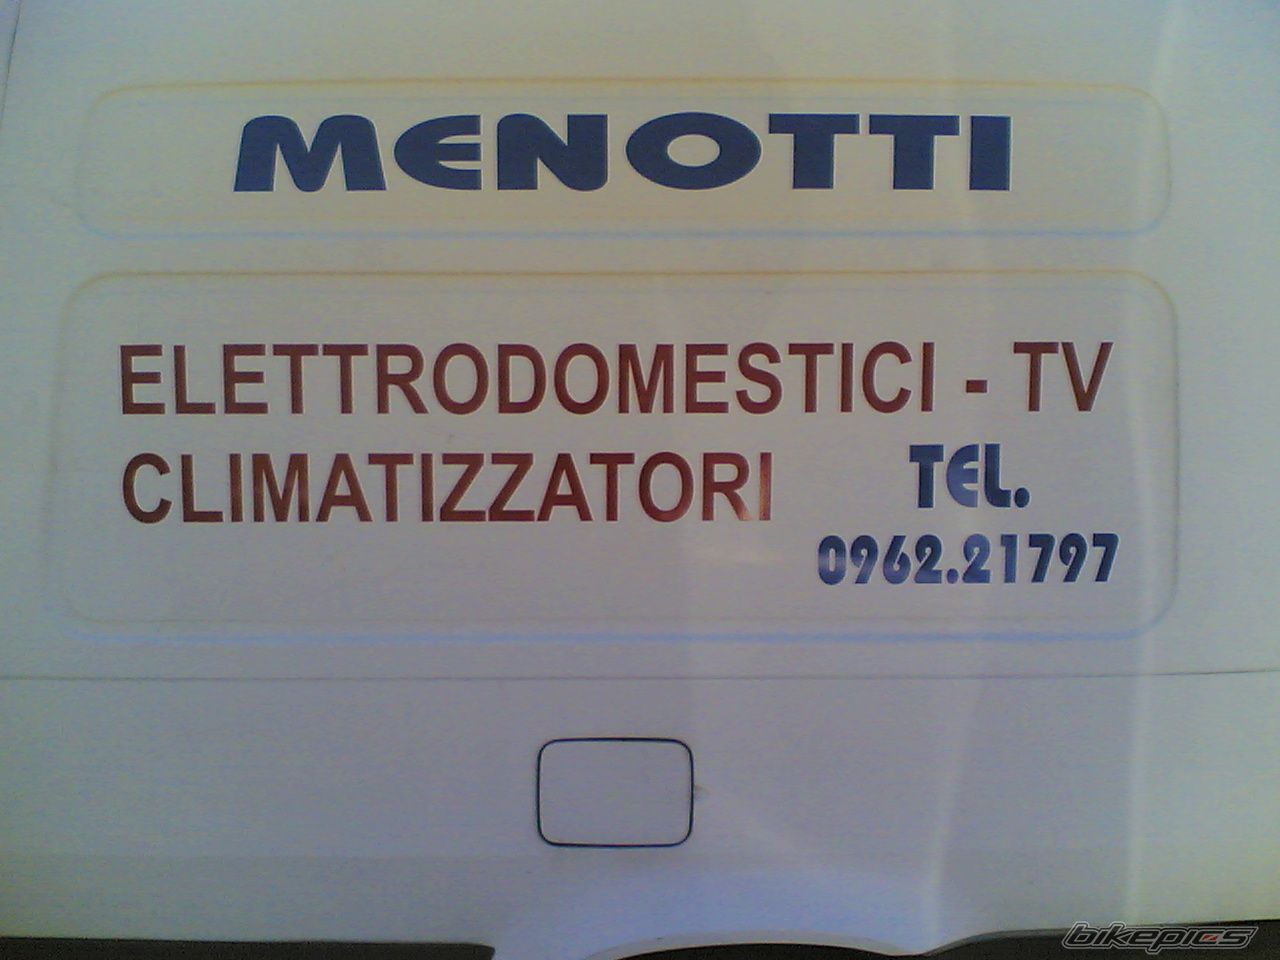 MENOTTI
ELETTRODOMESTICI - TV
CLIMATIZZATORI
TEL.
0962.21797
bikepics